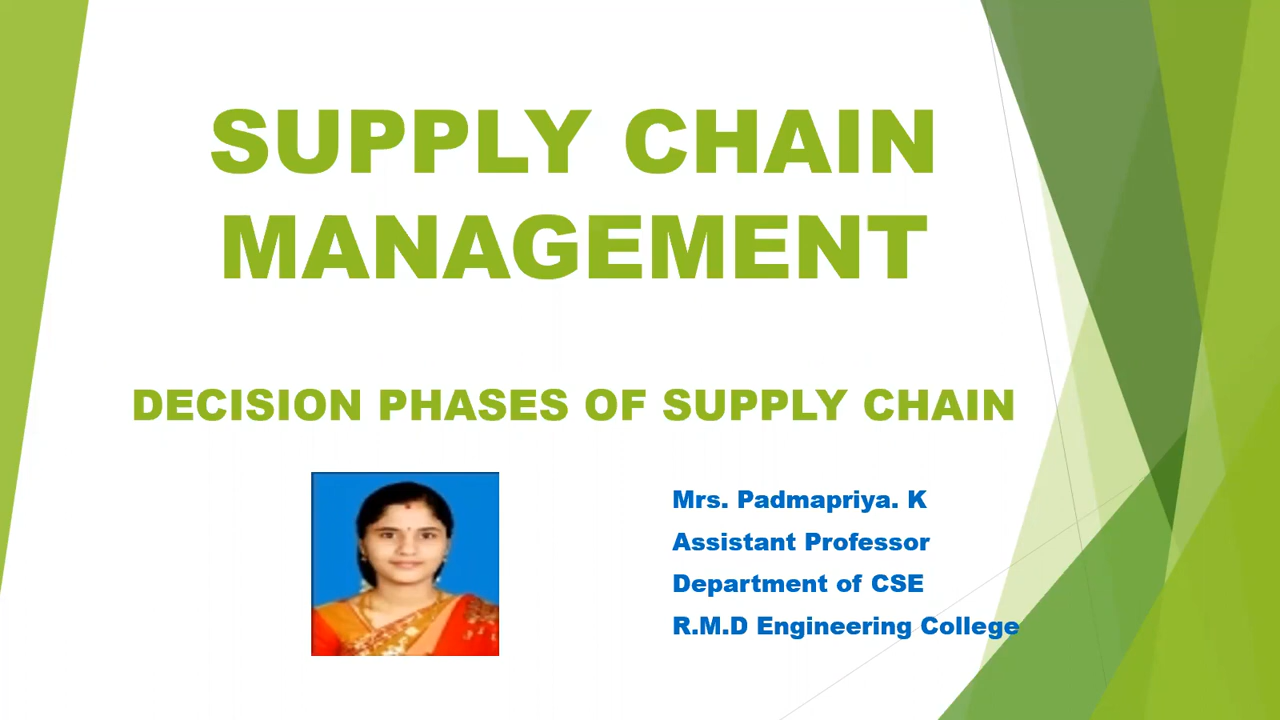 SUPPLY CHAIN
MANAGEMENT
DECISION PHASES OF SUPPLY CHAIN
Mrs. Padmapriya. K
Assistant Professor
Department of CSE
R.M.D Engineering College